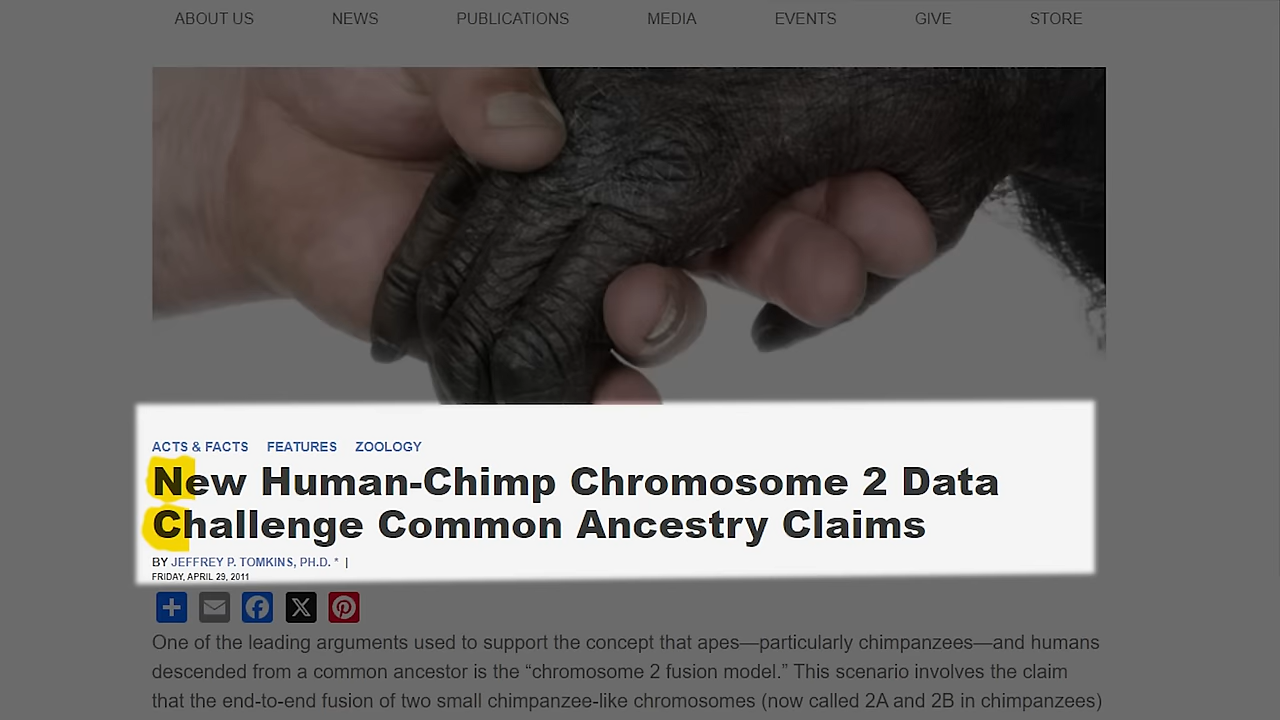 ABOUT US NEWS PUBLICATIONS MEDIA EVENTS GIVE STORE
ACTS & FACTS FEATURES ZOOLOGY
New Human-Chimp Chromosome 2 Data
Challenge Common Ancestry Claims
BY JEFFREY P. TOMKINS, PH.D. * |
FRIDAY, APRIL 29, 2011
One of the leading arguments used to support the concept that apes—particularly chimpanzees—and humans
descended from a common ancestor is the “chromosome 2 fusion model.” This scenario involves the claim
that the end-to-end fusion of two small chimpanzee-like chromosomes (now called 2A and 2B in chimpanzees)